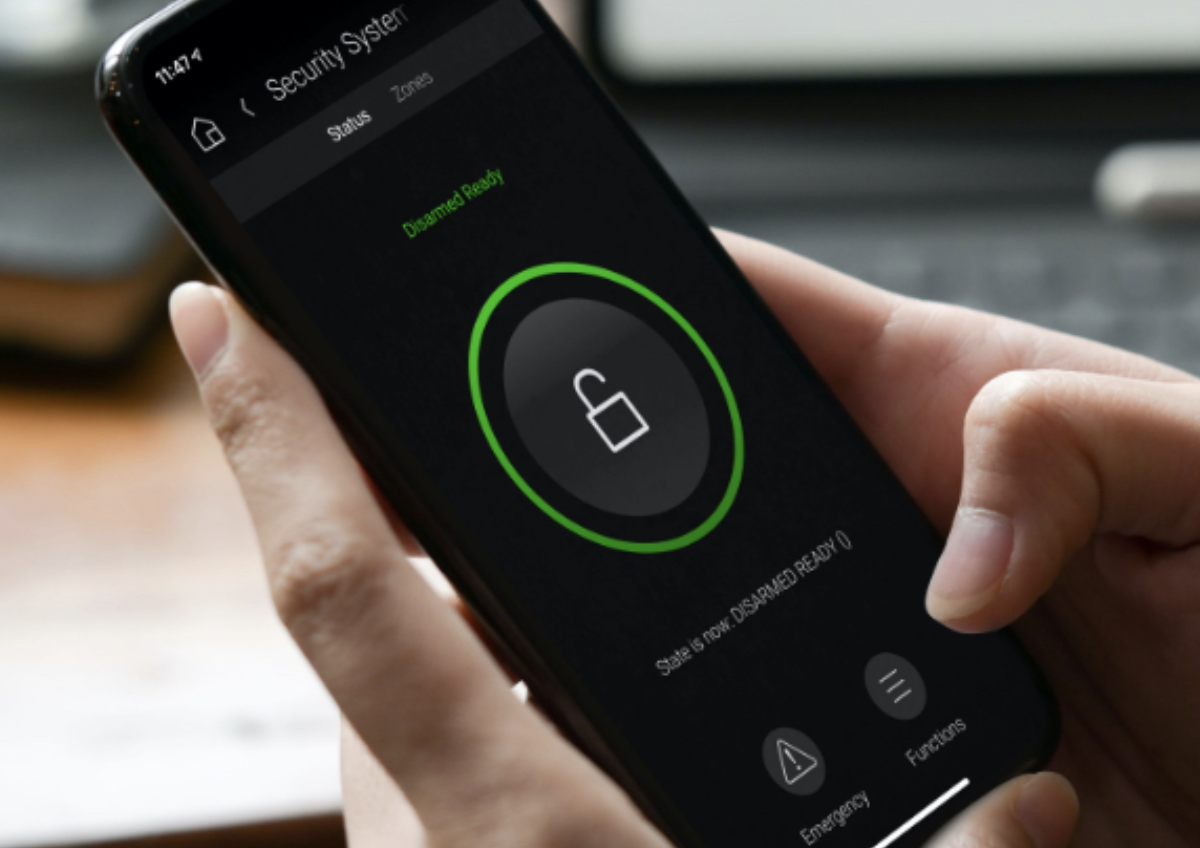 11:47
Security System
Status Zones
Disarmed Ready
State is now: DISARMED READY ()
Emergency
Functions